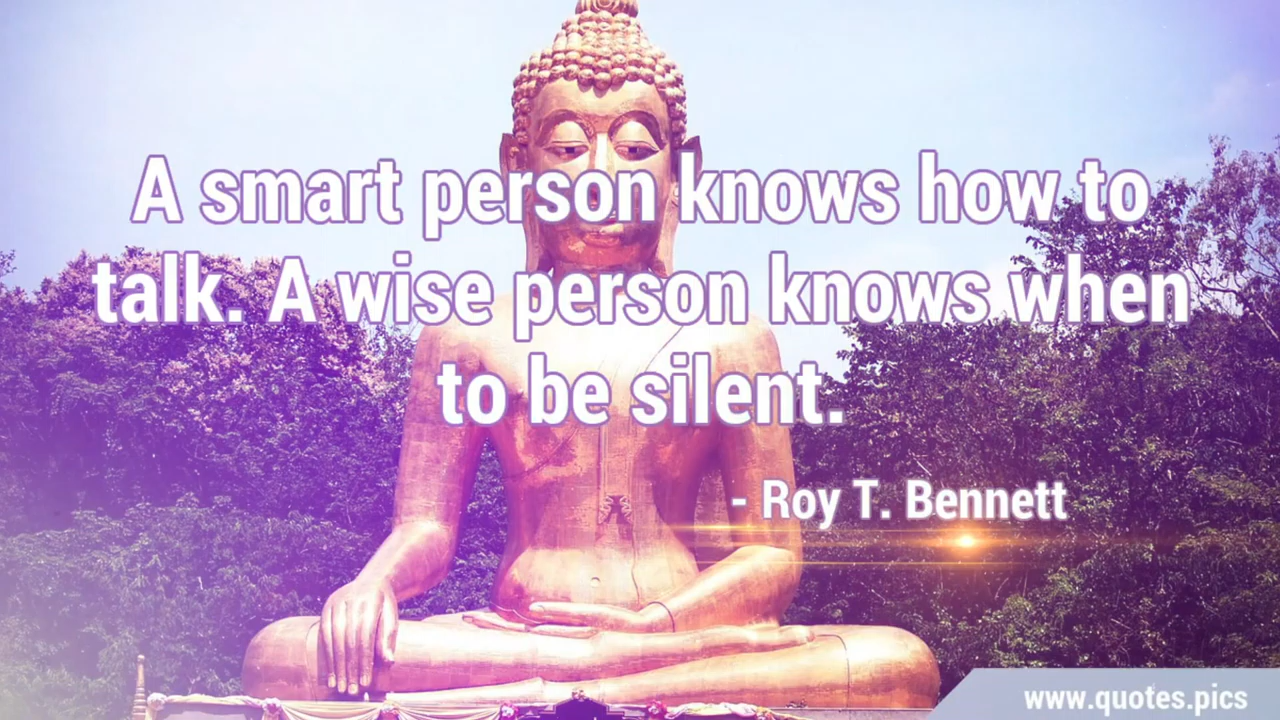 A smart person knows how to
talk. A wise person knows when
to be silent.
- Roy T. Bennett
www.quotes.pics